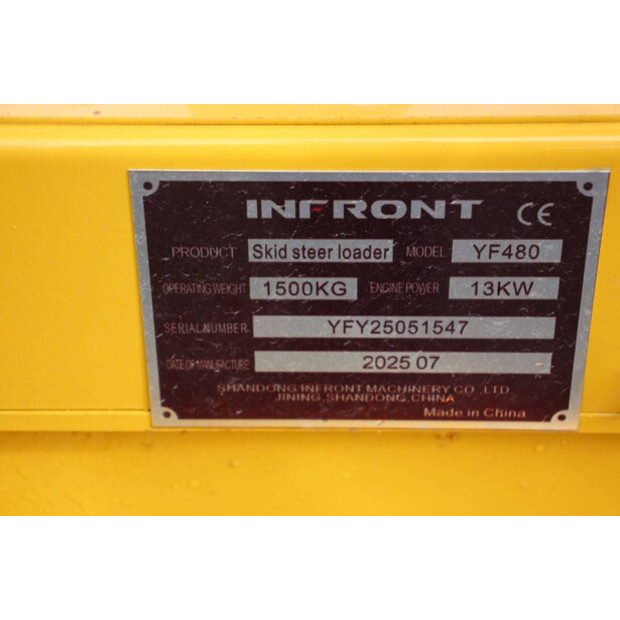 INFRONT CE
PRODUCT Skid steer loader MODEL YF480
OPERATING WEIGHT 1500KG ENGINE POWER 13KW
SERIAL NUMBER YFY25051547
DATE OF MANUFACTURE 2025 07
SHANDONG INFRONT MACHINERY CO.,LTD
JINING,SHANDONG,CHINA
Made in China